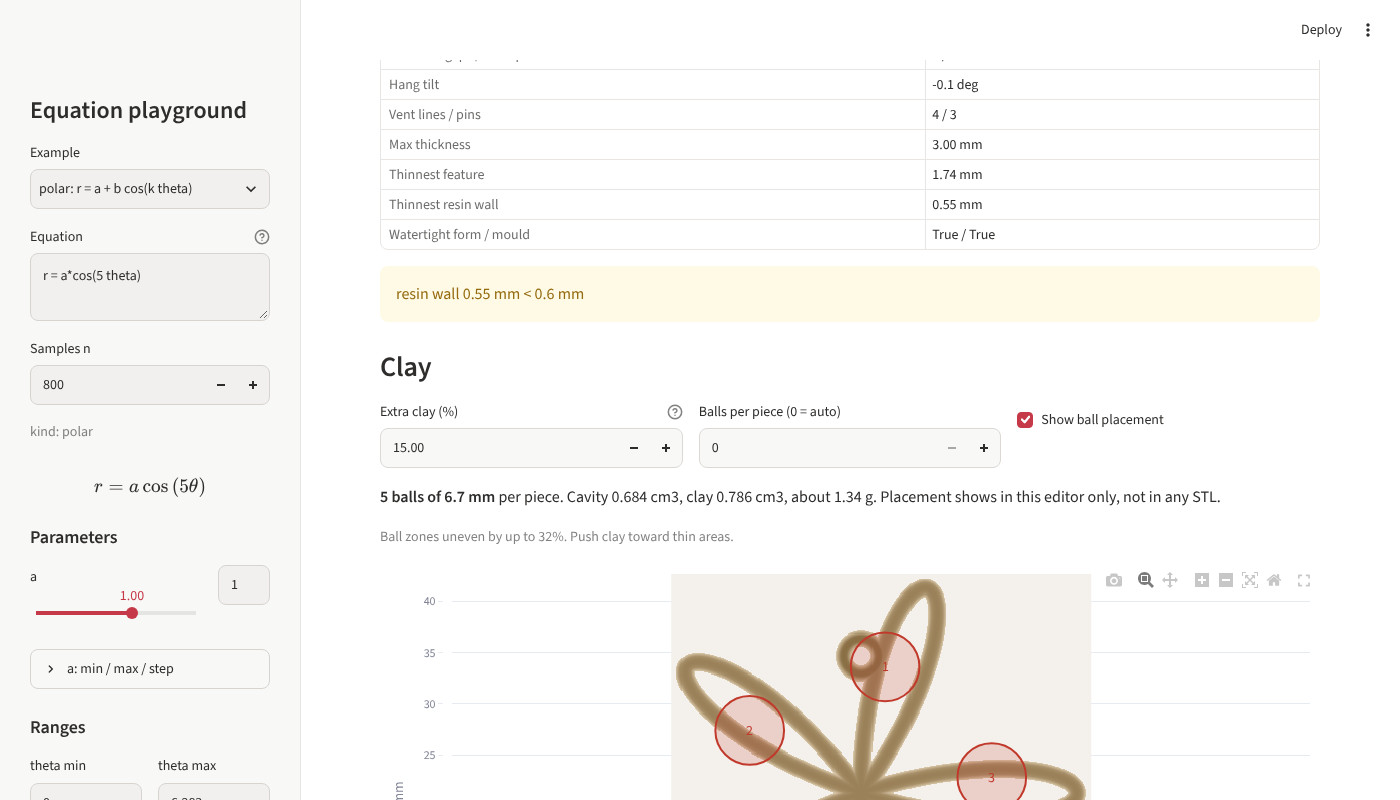 Deploy
Equation playground
Example
polar: r = a + b cos(k theta)
Equation
r = a*cos(5 theta)
Samples n
800
kind: polar
r = a cos (5θ)
Parameters
a
1.00
1
a: min / max / step
Ranges
theta min
theta max
Hang tilt
-0.1 deg
Vent lines / pins
4 / 3
Max thickness
3.00 mm
Thinnest feature
1.74 mm
Thinnest resin wall
0.55 mm
Watertight form / mould
True / True
resin wall 0.55 mm < 0.6 mm
Clay
Extra clay (%)
15.00
Balls per piece (0 = auto)
0
Show ball placement
5 balls of 6.7 mm per piece. Cavity 0.684 cm3, clay 0.786 cm3, about 1.34 g. Placement shows in this editor only, not in any STL.
Ball zones uneven by up to 32%. Push clay toward thin areas.
40
35
30
25
mm
1
2
3